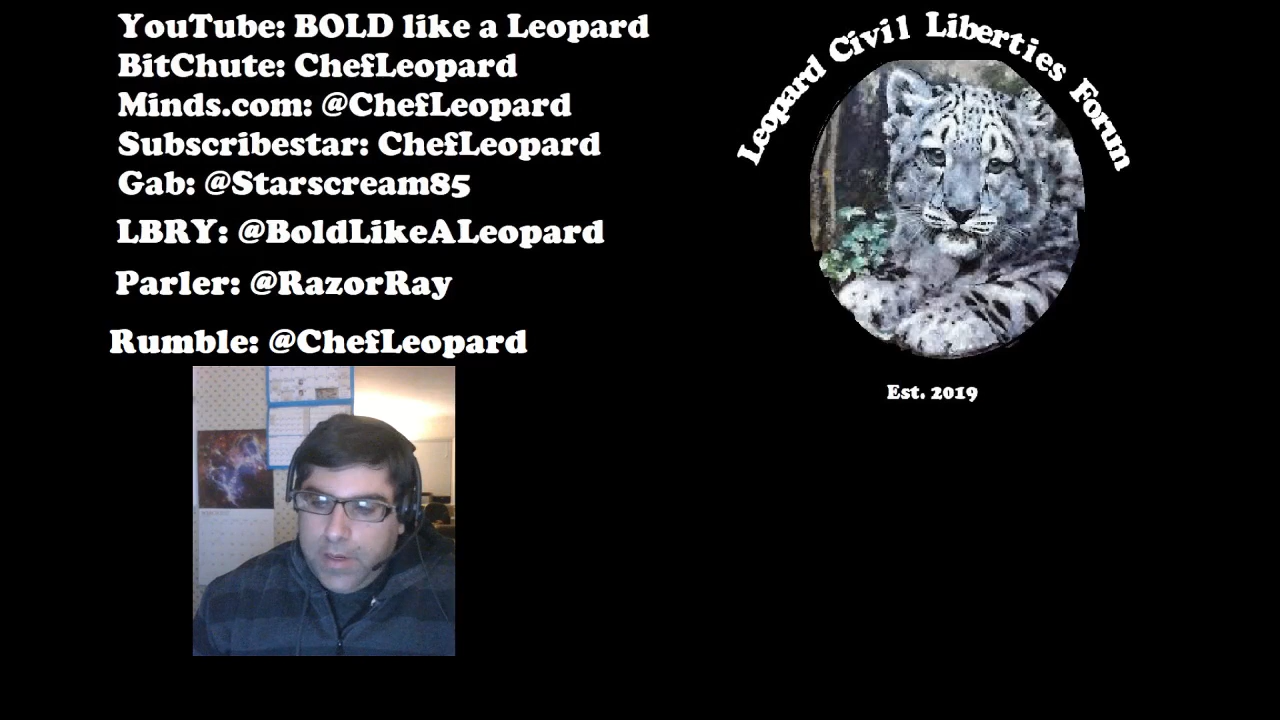 YouTube: BOLD like a Leopard
BitChute: ChefLeopard
Minds.com: @ChefLeopard
Subscribestar: ChefLeopard
Gab: @Starscream85
LBRY: @BoldLikeALeopard
Parler: @RazorRay
Rumble: @ChefLeopard
Leopard Civil Liberties Forum
Est. 2019